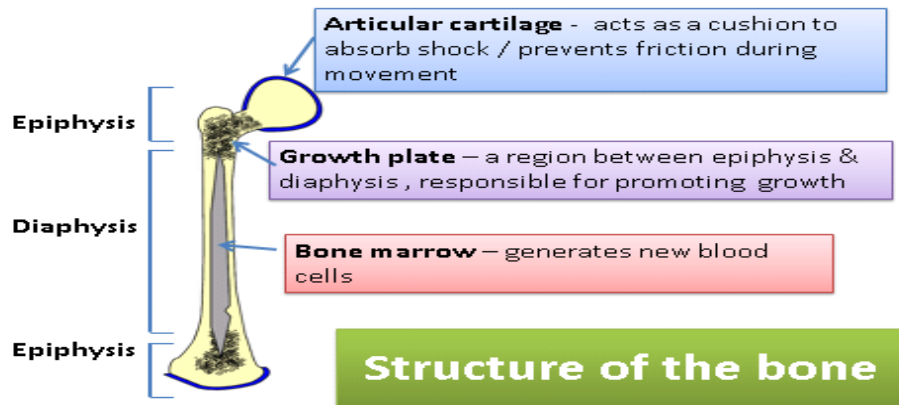 Articular cartilage - acts as a cushion to
absorb shock / prevents friction during
movement
Epiphysis
Growth plate – a region between epiphysis &
diaphysis , responsible for promoting growth
Diaphysis
Bone marrow – generates new blood
cells
Epiphysis
Structure of the bone